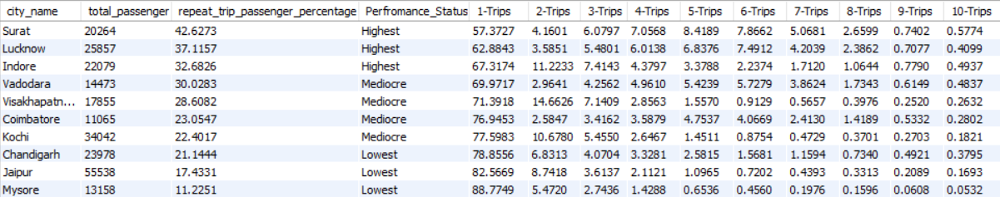 city_name total_passenger repeat_trip_passenger_percentage Perfromance_Status 1-Trips 2-Trips 3-Trips 4-Trips 5-Trips 6-Trips 7-Trips 8-Trips 9-Trips 10-Trips
Surat 20264 42.6273 Highest 57.3727 4.1601 6.0797 7.0568 8.4189 7.8662 5.0681 2.6599 0.7402 0.5774
Lucknow 25857 37.1157 Highest 62.8843 3.5851 5.4801 6.0138 6.8376 7.4912 4.2039 2.3862 0.7077 0.4099
Indore 22079 32.6826 Highest 67.3174 11.2233 7.4143 4.3797 3.3788 2.2374 1.7120 1.0644 0.7790 0.4937
Vadodara 14473 30.0283 Mediocre 69.9717 2.9641 4.2562 4.9610 5.4239 5.7279 3.8624 1.7343 0.6149 0.4837
Visakhapatn... 17855 28.6082 Mediocre 71.3918 14.6626 7.1409 2.8563 1.5570 0.9129 0.5657 0.3976 0.2520 0.2632
Coimbatore 11065 23.0547 Mediocre 76.9453 2.5847 3.4162 3.5879 4.7537 4.0669 2.4130 1.4189 0.5332 0.2802
Kochi 34042 22.4017 Mediocre 77.5983 10.6780 5.4550 2.6467 1.4511 0.8754 0.4729 0.3701 0.2703 0.1821
Chandigarh 23978 21.1444 Lowest 78.8556 6.8313 4.0704 3.3281 2.5815 1.5681 1.1594 0.7340 0.4921 0.3795
Jaipur 55538 17.4331 Lowest 82.5669 8.7418 3.6137 2.1121 1.0965 0.7202 0.4393 0.3313 0.2089 0.1693
Mysore 13158 11.2251 Lowest 88.7749 5.4720 2.7436 1.4288 0.6536 0.4560 0.1976 0.1596 0.0608 0.0532